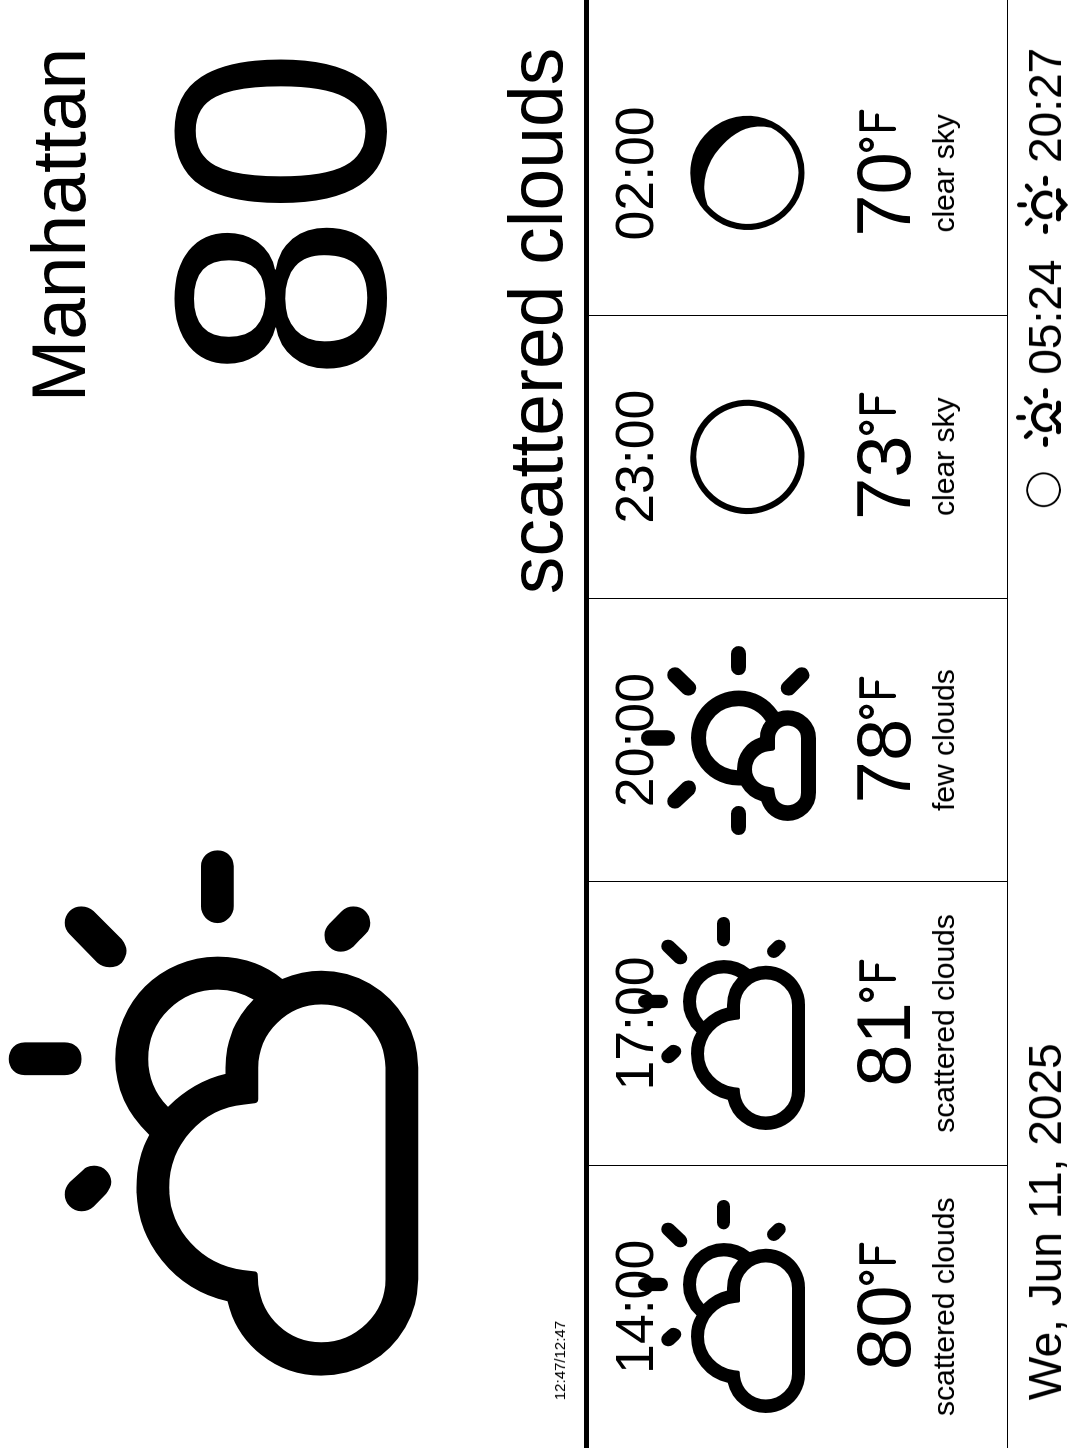 Manhattan
80
scattered clouds
12:47/12:47
14:00
80°F
scattered clouds
17:00
81°F
scattered clouds
20:00
78°F
few clouds
23:00
73°F
clear sky
02:00
70°F
clear sky
We, Jun 11, 2025
05:24
20:27